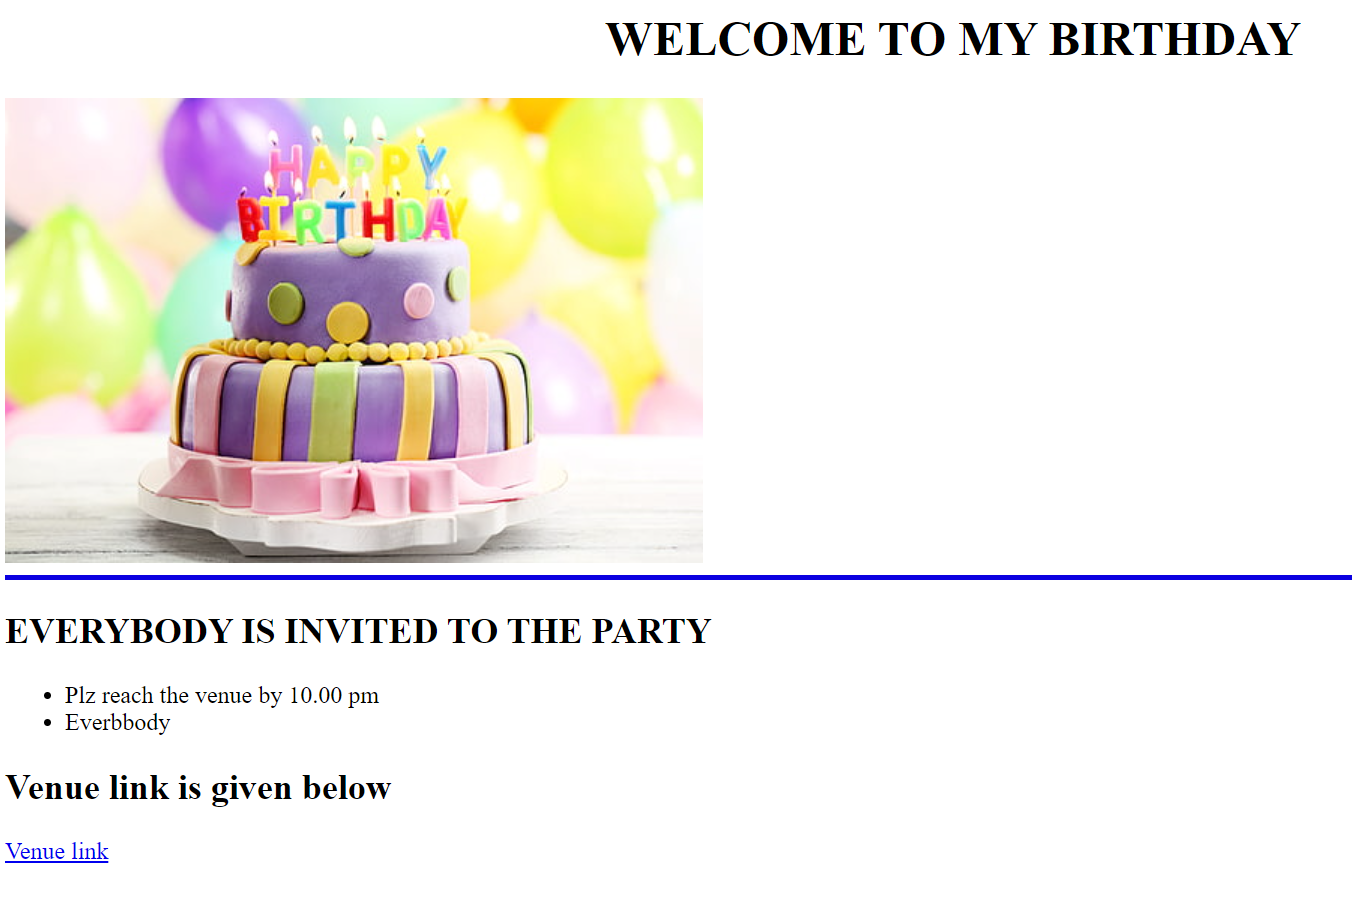 WELCOME TO MY BIRTHDAY
HAPPY
BIRTHDAY
EVERYBODY IS INVITED TO THE PARTY
Plz reach the venue by 10.00 pm
Everbbody
Venue link is given below
Venue link